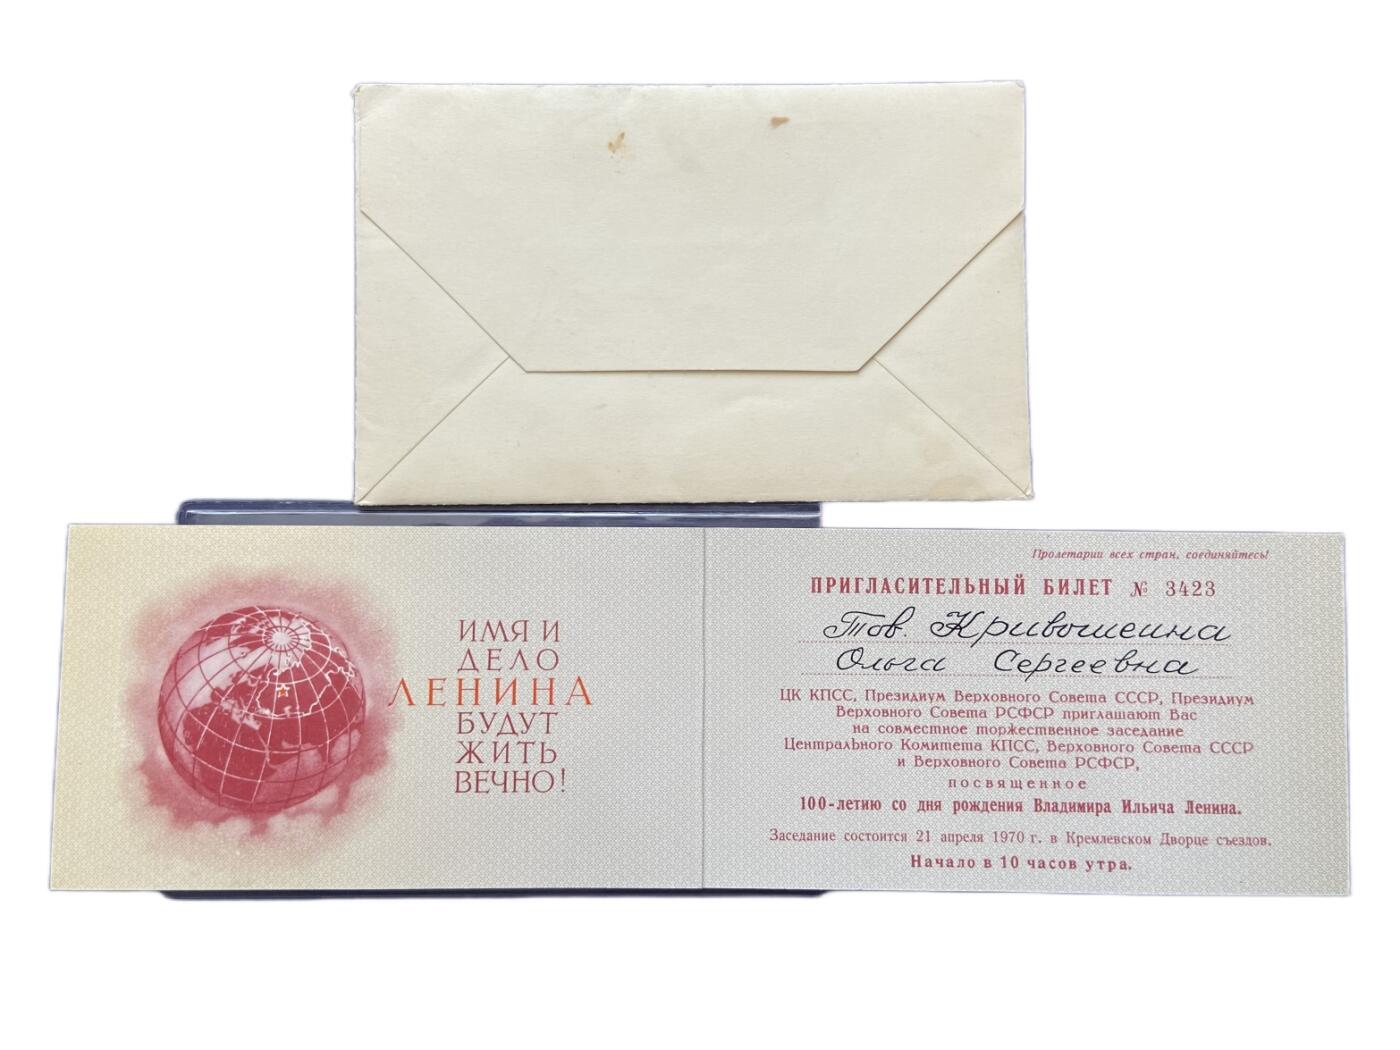 ИМЯ И
ДЕЛО
ЛЕНИНА
БУДУТ
ЖИТЬ
ВЕЧНО!
Пролетарии всех стран, соединяйтесь!
ПРИГЛАСИТЕЛЬНЫЙ БИЛЕТ № 3423
Тов. Кривошеина
Ольга Сергеевна
ЦК КПСС, Президиум Верховного Совета СССР, Президиум
Верховного Совета РСФСР приглашают Вас
на совместное торжественное заседание
Центрального Комитета КПСС, Верховного Совета СССР
и Верховного Совета РСФСР,
посвященное
100-летию со дня рождения Владимира Ильича Ленина.
Заседание состоится 21 апреля 1970 г. в Кремлевском Дворце съездов.
Начало в 10 часов утра.